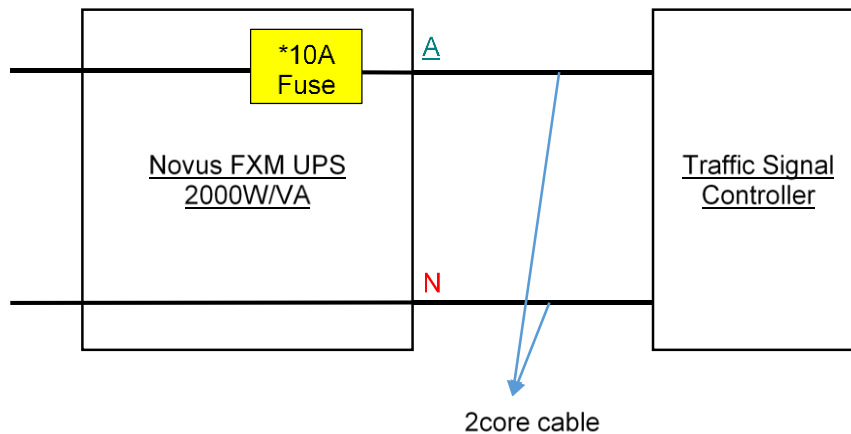 *10A
Fuse
A
Novus FXM UPS
2000W/VA
Traffic Signal
Controller
N
2core cable